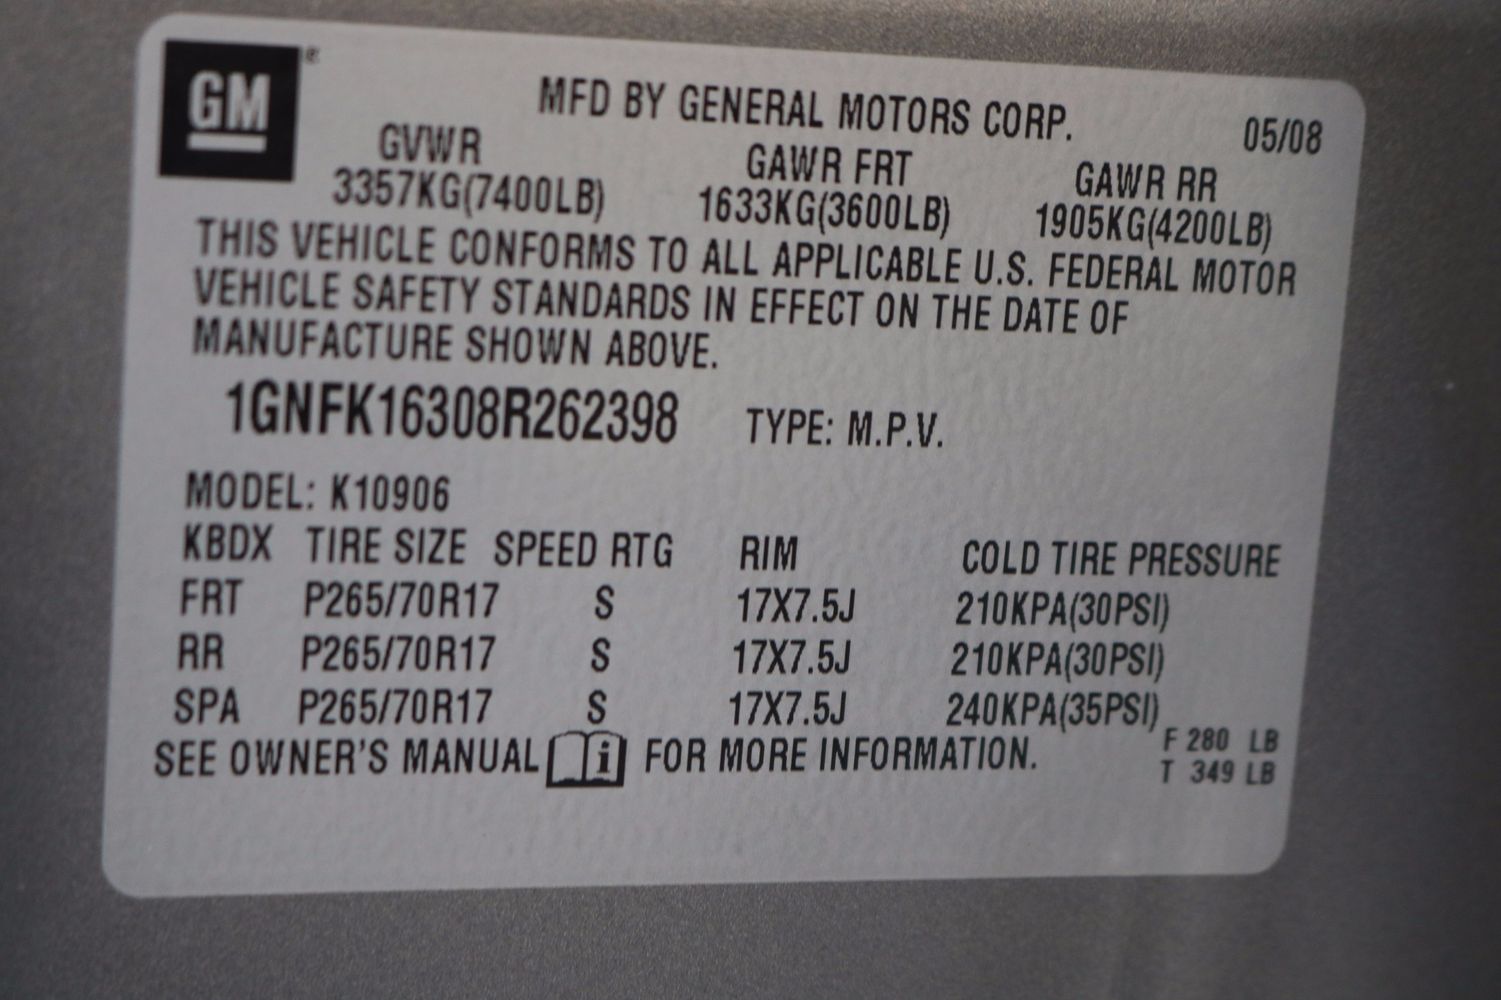 GM ®
MFD BY GENERAL MOTORS CORP. 05/08
GVWR GAWR FRT GAWR RR
3357KG(7400LB) 1633KG(3600LB) 1905KG(4200LB)
THIS VEHICLE CONFORMS TO ALL APPLICABLE U.S. FEDERAL MOTOR
VEHICLE SAFETY STANDARDS IN EFFECT ON THE DATE OF
MANUFACTURE SHOWN ABOVE.
1GNFK16308R262398 TYPE: M.P.V.
MODEL: K10906
KBDX TIRE SIZE SPEED RTG RIM COLD TIRE PRESSURE
FRT P265/70R17 S 17X7.5J 210KPA(30PSI)
RR P265/70R17 S 17X7.5J 210KPA(30PSI)
SPA P265/70R17 S 17X7.5J 240KPA(35PSI)
SEE OWNER'S MANUAL i FOR MORE INFORMATION.
F 280 LB
T 349 LB